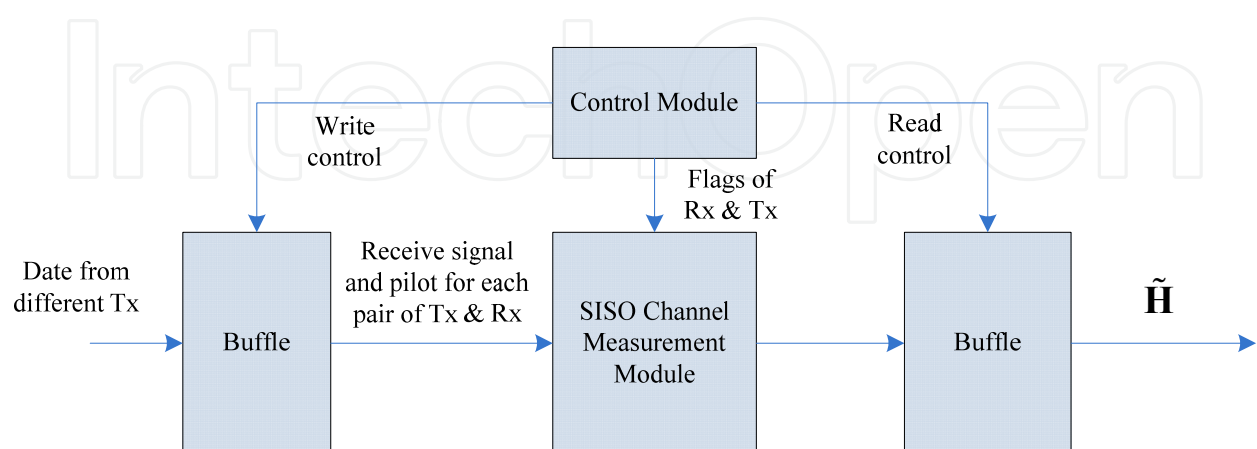 IntechOpen
Control Module
Write
control
Read
control
Flags of
Rx & Tx
Date from
different Tx
Receive signal
and pilot for each
pair of Tx & Rx
Buffle
SISO Channel
Measurement
Module
Buffle
H̃